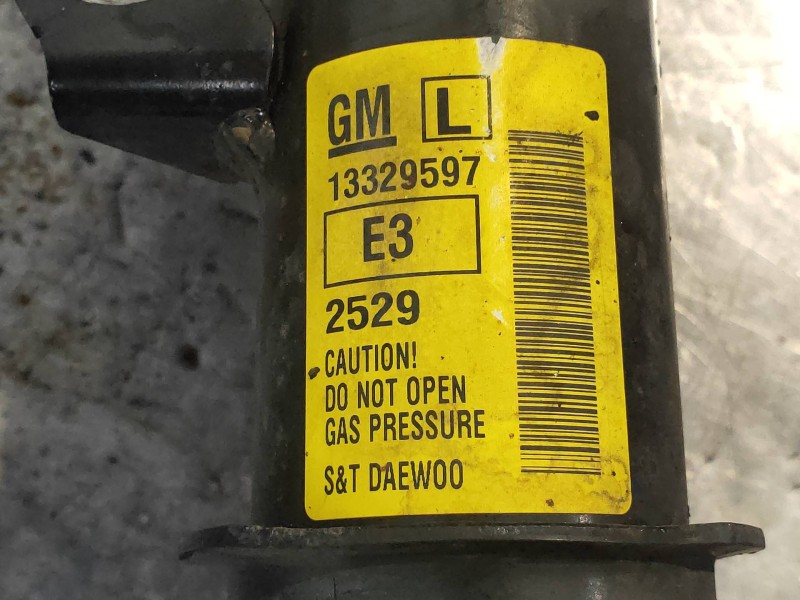 GM L
13329597
E3
2529
CAUTION!
DO NOT OPEN
GAS PRESSURE
S&T DAEWOO